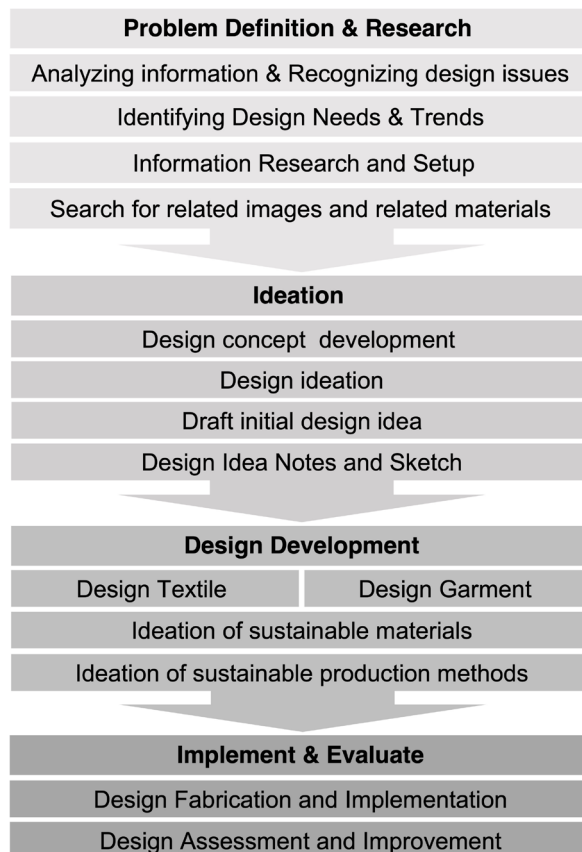 Problem Definition & Research
Analyzing information & Recognizing design issues
Identifying Design Needs & Trends
Information Research and Setup
Search for related images and related materials
Ideation
Design concept development
Design ideation
Draft initial design idea
Design Idea Notes and Sketch
Design Development
Design Textile
Design Garment
Ideation of sustainable materials
Ideation of sustainable production methods
Implement & Evaluate
Design Fabrication and Implementation
Design Assessment and Improvement